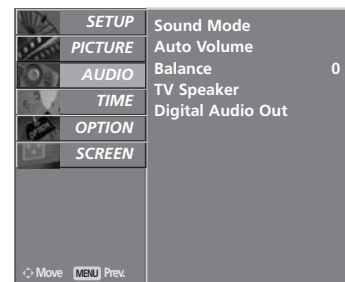 SETUP
PICTURE
AUDIO
TIME
OPTION
SCREEN
Move MENU Prev.
Sound Mode
Auto Volume
Balance 0
TV Speaker
Digital Audio Out